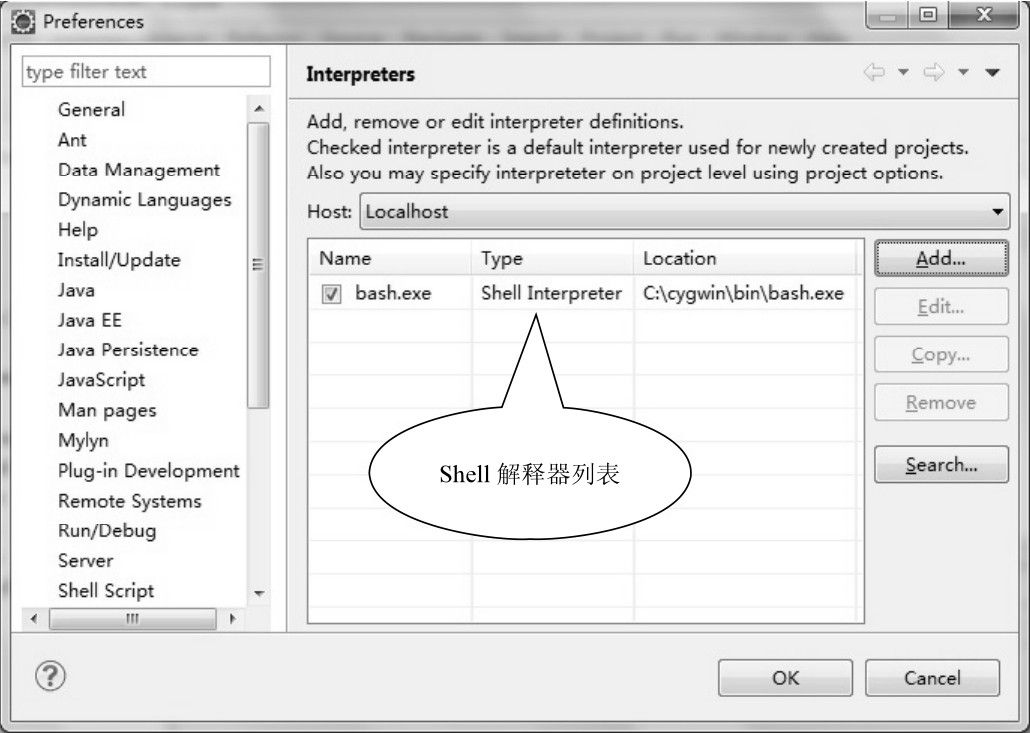 Preferences
type filter text
General
Ant
Data Management
Dynamic Languages
Help
Install/Update
Java
Java EE
Java Persistence
JavaScript
Man pages
Mylyn
Plug-in Development
Remote Systems
Run/Debug
Server
Shell Script
Interpreters
Add, remove or edit interpreter definitions.
Checked interpreter is a default interpreter used for newly created projects.
Also you may specify interpreteter on project level using project options.
Host: Localhost
Name Type Location
bash.exe Shell Interpreter C:\cygwin\bin\bash.exe
Shell 解释器列表
Add...
Edit...
Copy...
Remove
Search...
OK Cancel